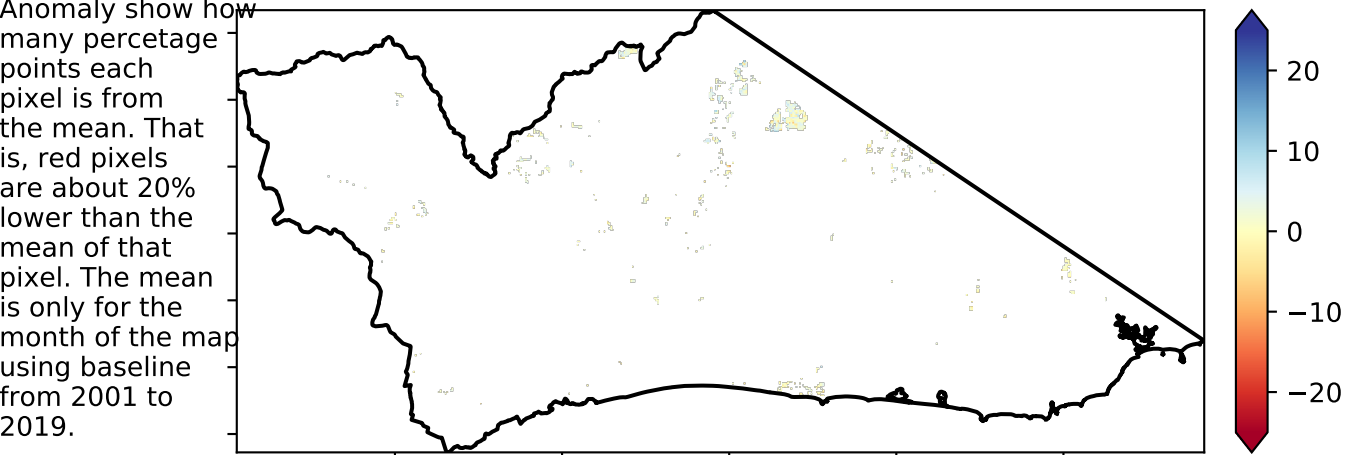 Anomaly show how
many percetage
points each
pixel is from
the mean. That
is, red pixels
are about 20%
lower than the
mean of that
pixel. The mean
is only for the
month of the map
using baseline
from 2001 to
2019.
20
10
0
−10
−20